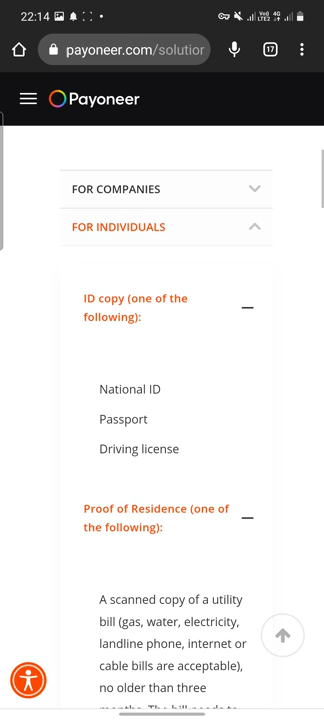 22:14
payoneer.com/solution
17
Payoneer
FOR COMPANIES
FOR INDIVIDUALS
ID copy (one of the
following):
National ID
Passport
Driving license
Proof of Residence (one of
the following):
A scanned copy of a utility
bill (gas, water, electricity,
landline phone, internet or
cable bills are acceptable),
no older than three